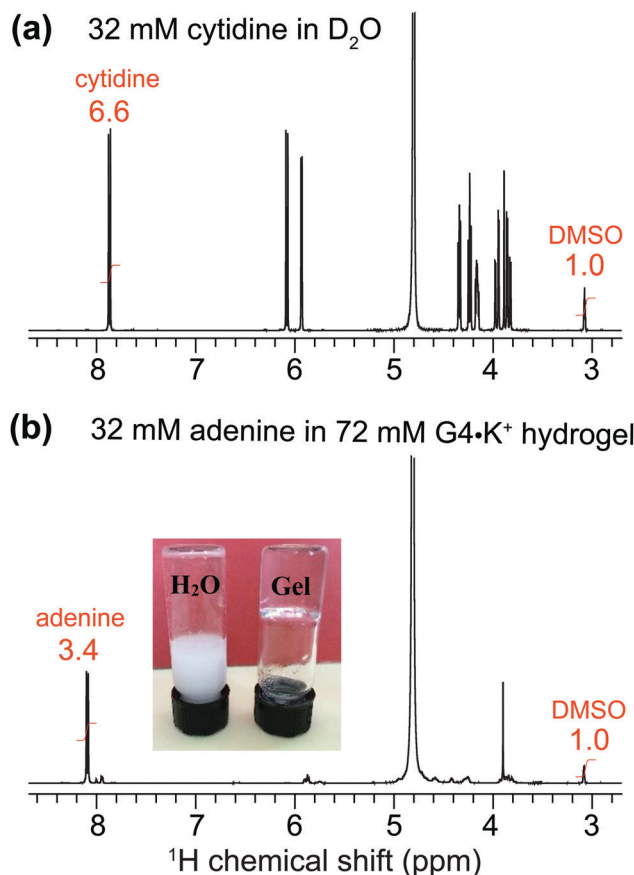 (a) 32 mM cytidine in D₂O
cytidine
6.6
DMSO
1.0
8 7 6 5 4 3
(b) 32 mM adenine in 72 mM G4•K⁺ hydrogel
H₂O Gel
adenine
3.4
DMSO
1.0
8 7 6 5 4 3
¹H chemical shift (ppm)